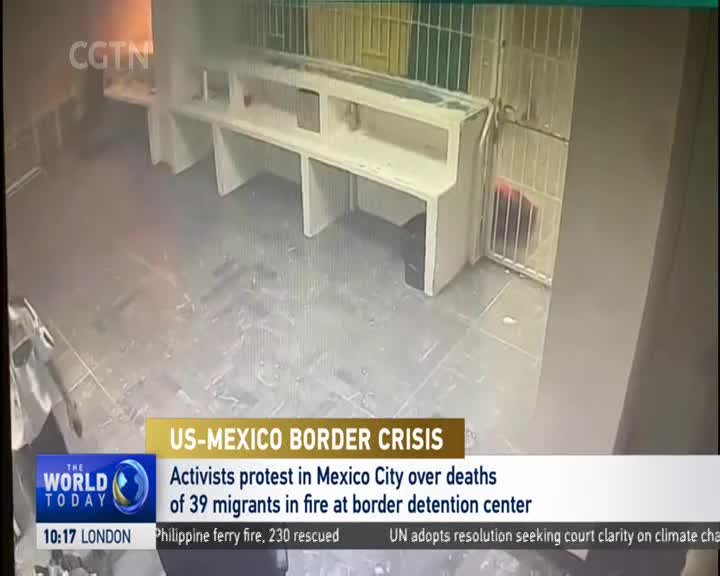 CGTN
US-MEXICO BORDER CRISIS
THE
WORLD
TODAY
Activists protest in Mexico City over deaths
of 39 migrants in fire at border detention center
10:17 LONDON
Philippine ferry fire, 230 rescued UN adopts resolution seeking court clarity on climate cha